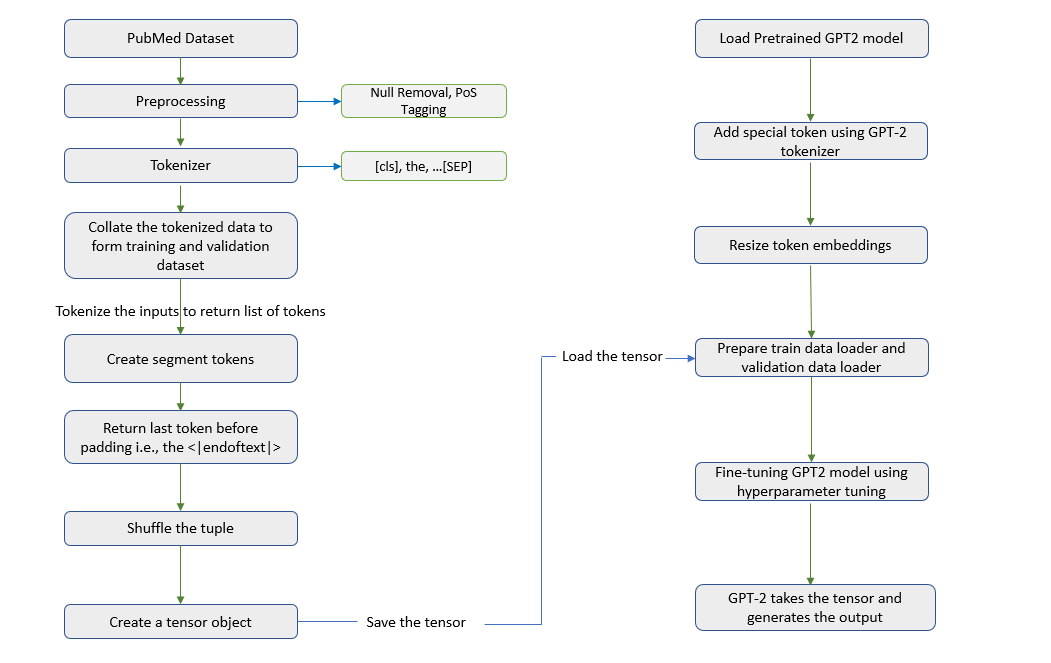 PubMed Dataset
Preprocessing
Null Removal, PoS
Tagging
Tokenizer
[cls], the, ...[SEP]
Collate the tokenized data to
form training and validation
dataset
Tokenize the inputs to return list of tokens
Create segment tokens
Return last token before
padding i.e., the <|endoftext|>
Shuffle the tuple
Create a tensor object
Save the tensor
Load the tensor
Load Pretrained GPT2 model
Add special token using GPT-2
tokenizer
Resize token embeddings
Prepare train data loader and
validation data loader
Fine-tuning GPT2 model using
hyperparameter tuning
GPT-2 takes the tensor and
generates the output